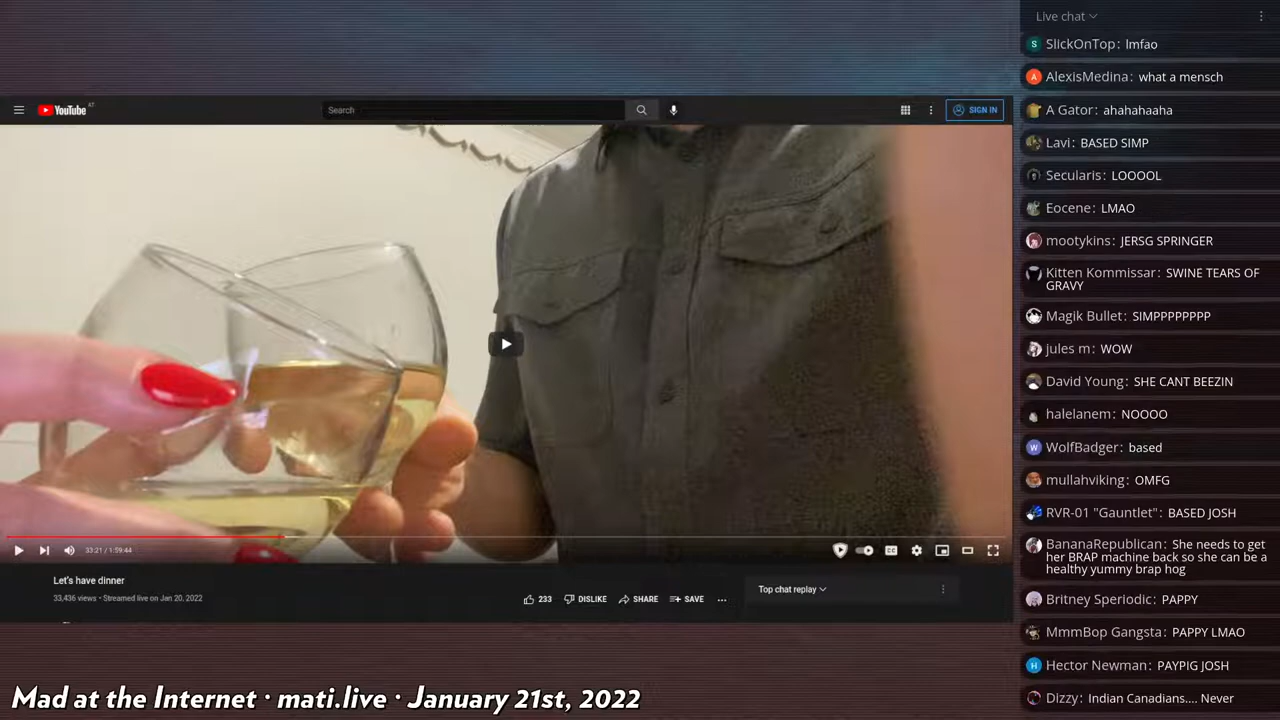 YouTube AT
Search
SIGN IN
33:21 / 1:59:44
Let's have dinner
33,436 views • Streamed live on Jan 20, 2022
233
DISLIKE
SHARE
SAVE
Top chat replay
Live chat
SlickOnTop: lmfao
AlexisMedina: what a mensch
A Gator: ahahahaaha
Lavi: BASED SIMP
Secularis: LOOOOL
Eocene: LMAO
mootykins: JERSG SPRINGER
Kitten Kommissar: SWINE TEARS OF
GRAVY
Magik Bullet: SIMPPPPPPPP
jules m: WOW
David Young: SHE CANT BEEZIN
halelanem: NOOOO
WolfBadger: based
mullahviking: OMFG
RVR-01 "Gauntlet": BASED JOSH
BananaRepublican: She needs to get
her BRAP machine back so she can be a
healthy yummy brap hog
Britney Speriodic: PAPPY
MmmBop Gangsta: PAPPY LMAO
Hector Newman: PAYPIG JOSH
Dizzy: Indian Canadians.... Never
Mad at the Internet · mati.live · January 21st, 2022